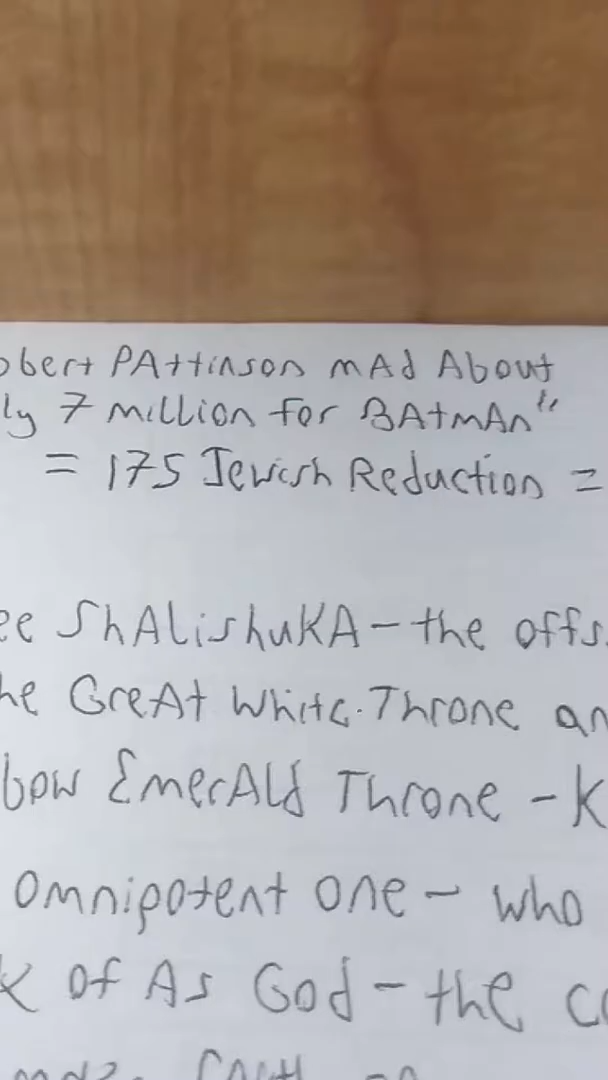 obert PAttinson mAd About
ly 7 million for BAtmAn"
= 175 Jewish Reduction =
ee ShAlishuKA - the offs
he GreAt White Throne an
bow EmerAld Throne - K
omnipotent one - who
K of As God - the co